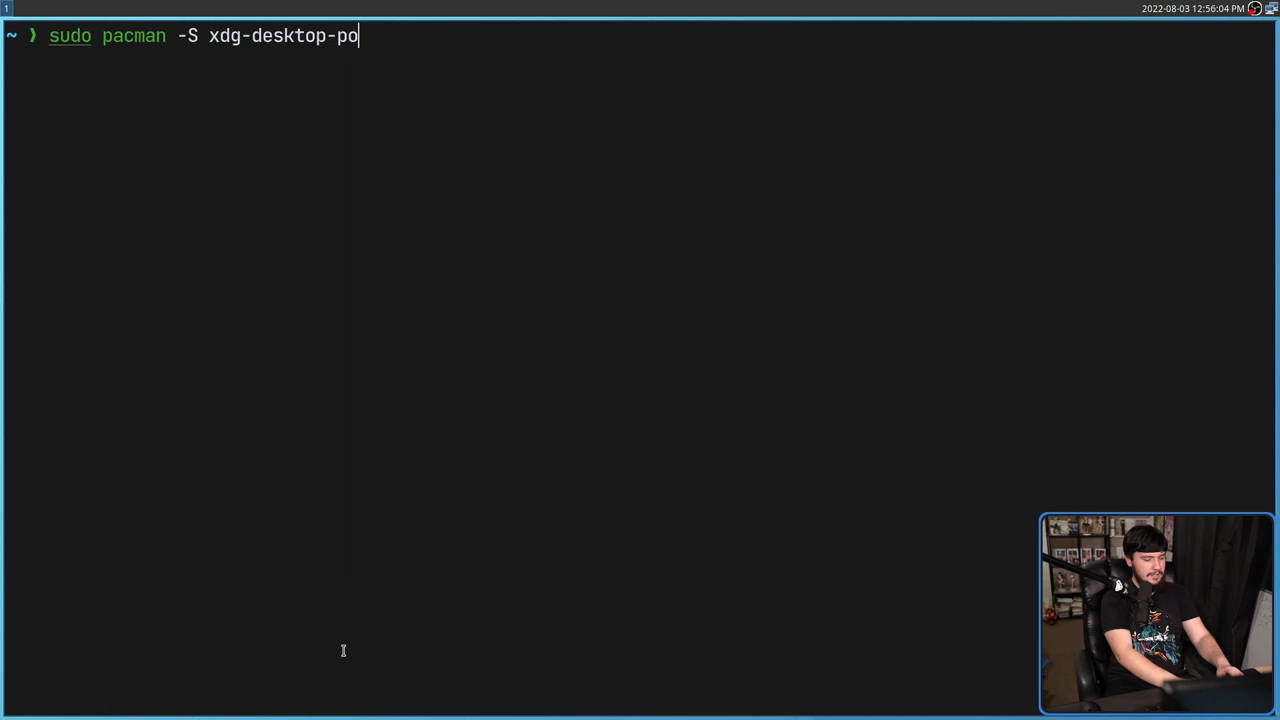 1
2022-08-03 12:56:04 PM
~ ❯ sudo pacman -S xdg-desktop-po